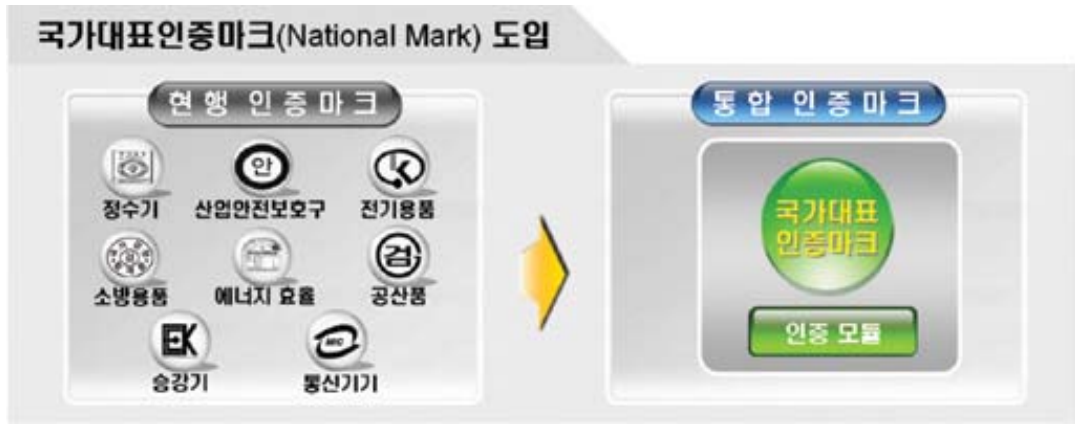 국가대표인증마크(National Mark) 도입
현행 인증마크
정수기
안
산업안전보호구
전기용품
소방용품
에너지 효율
검
공산품
EK
승강기
MIC
통신기기
통합 인증마크
국가대표
인증마크
인증 모듈